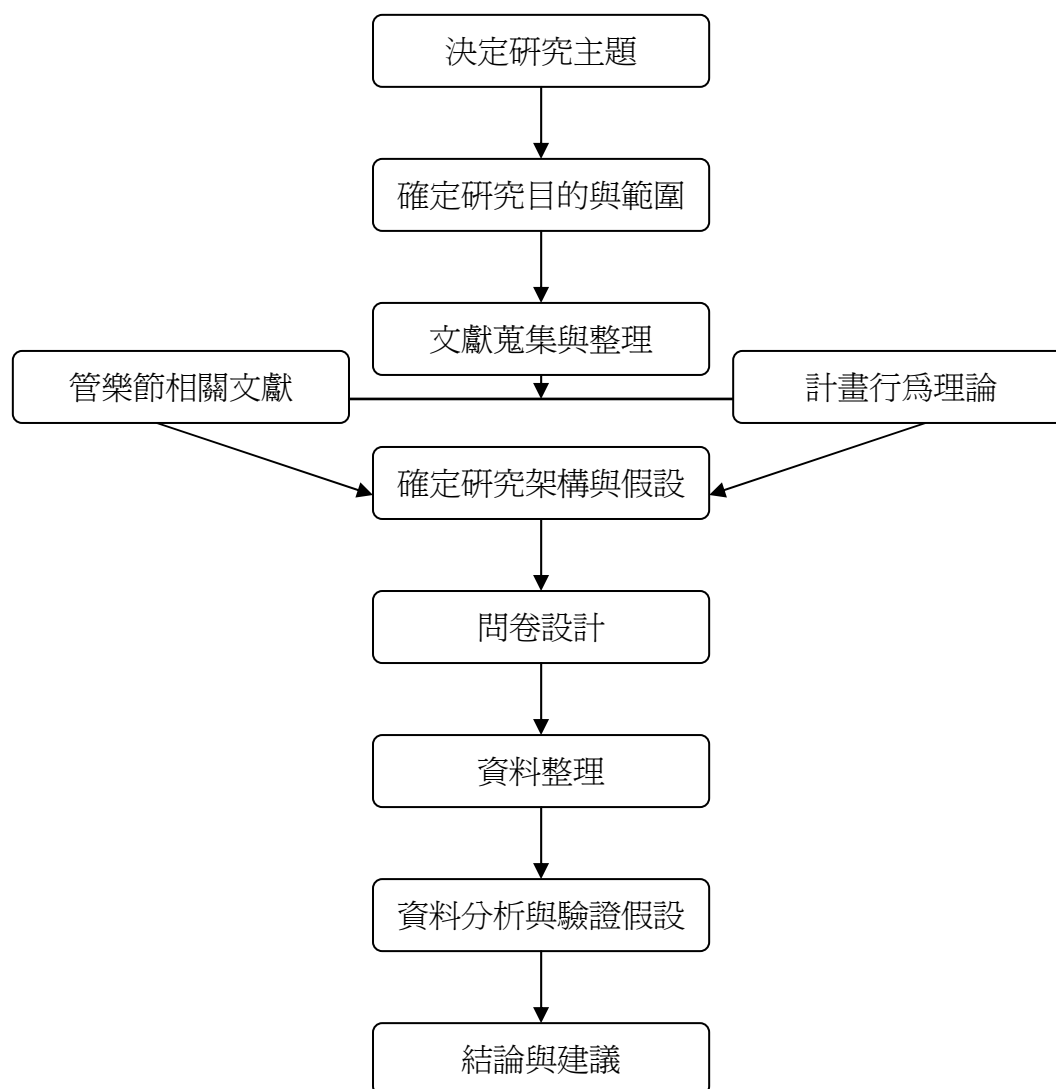 決定研究主題
確定研究目的與範圍
文獻蒐集與整理
管樂節相關文獻
計畫行為理論
確定研究架構與假設
問卷設計
資料整理
資料分析與驗證假設
結論與建議